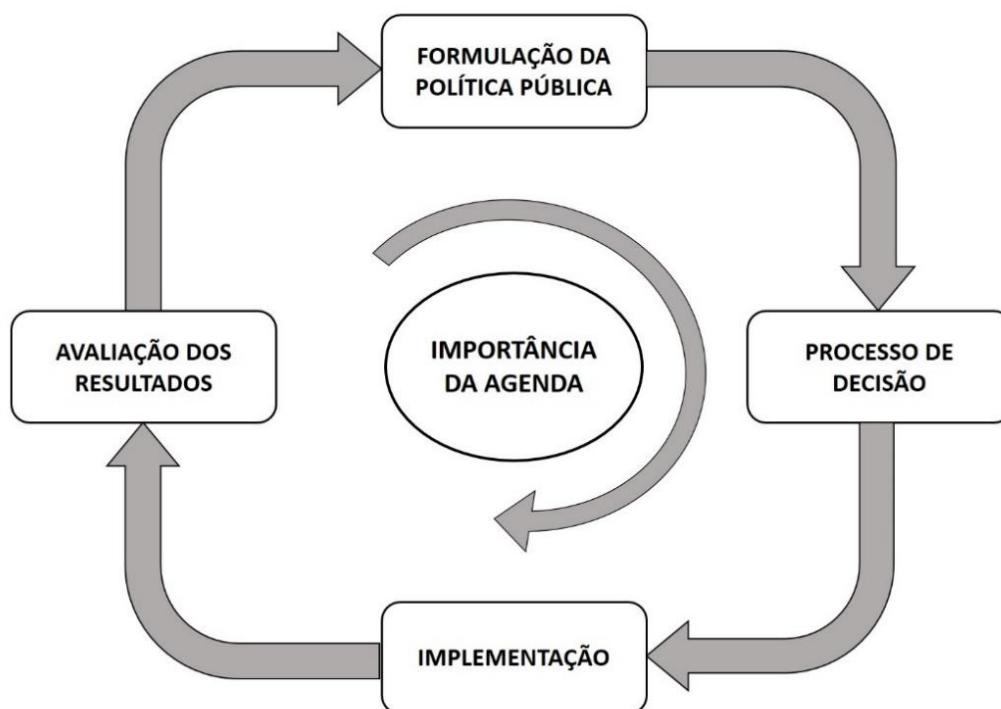 FORMULAÇÃO DA
POLÍTICA PÚBLICA
AVALIAÇÃO DOS
RESULTADOS
IMPORTÂNCIA
DA AGENDA
PROCESSO DE
DECISÃO
IMPLEMENTAÇÃO